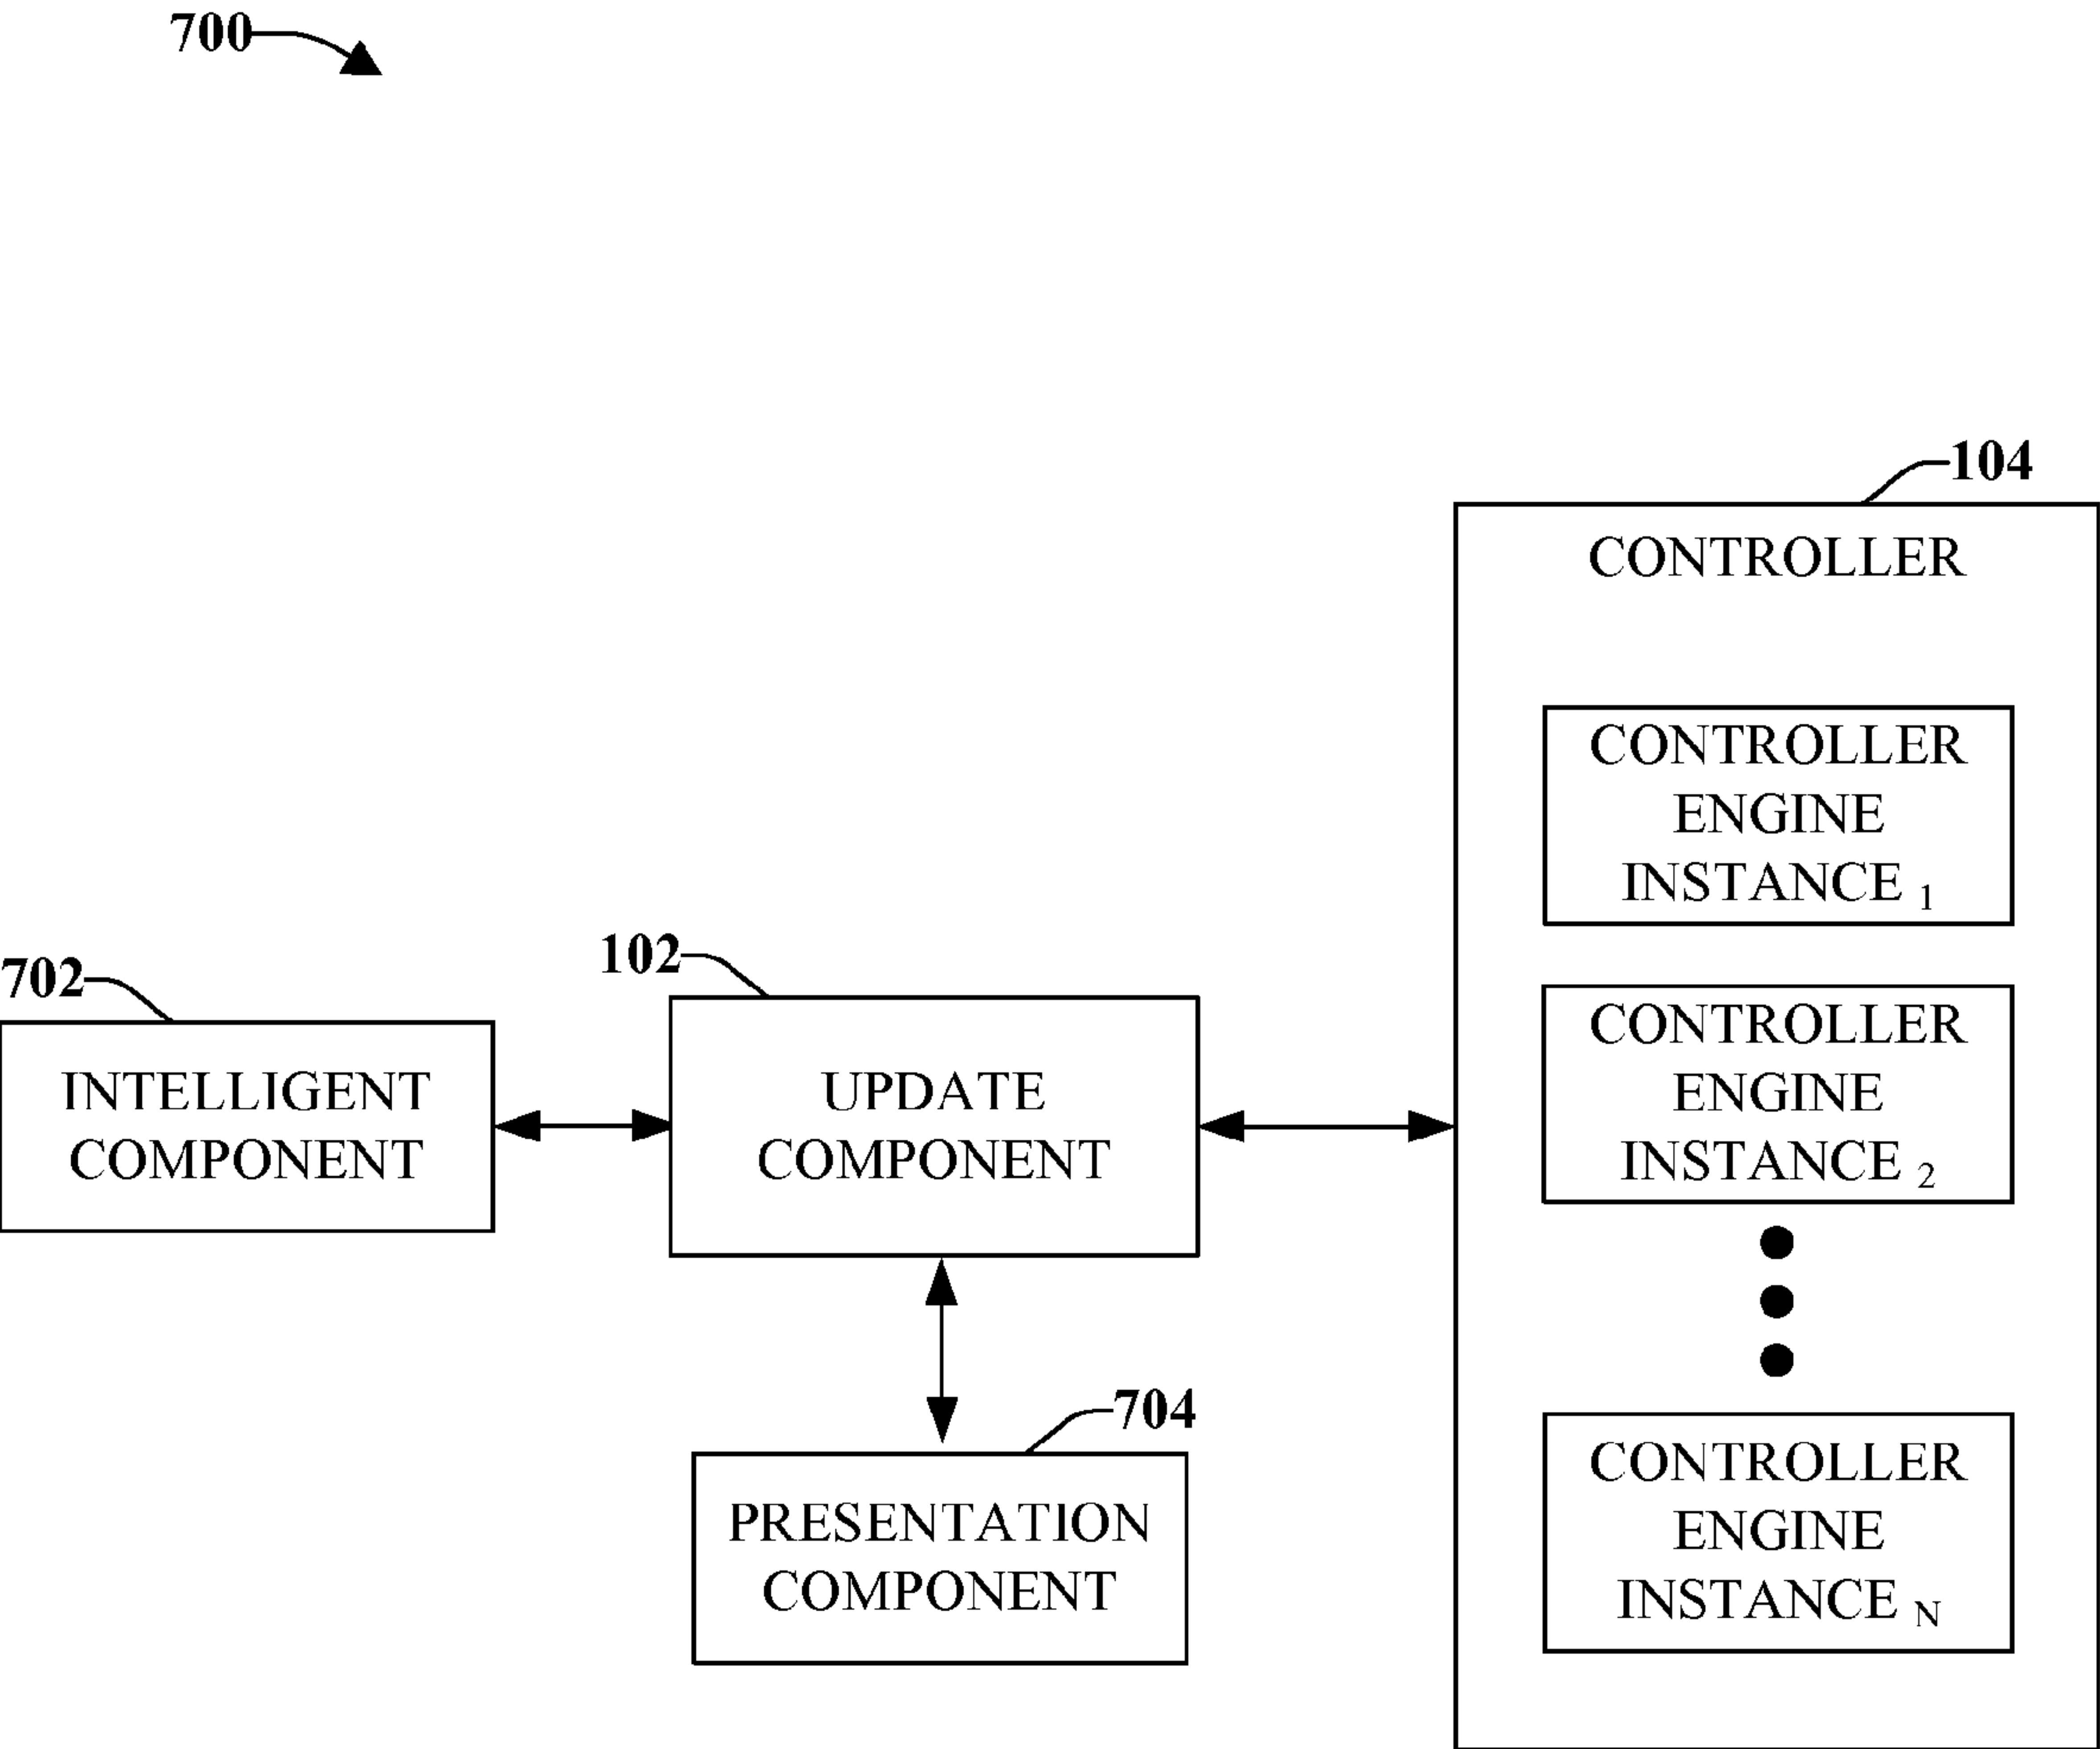 700
104
CONTROLLER
CONTROLLER
ENGINE
INSTANCE 1
702
102
CONTROLLER
ENGINE
INSTANCE 2
INTELLIGENT
COMPONENT
UPDATE
COMPONENT
704
PRESENTATION
COMPONENT
CONTROLLER
ENGINE
INSTANCE N